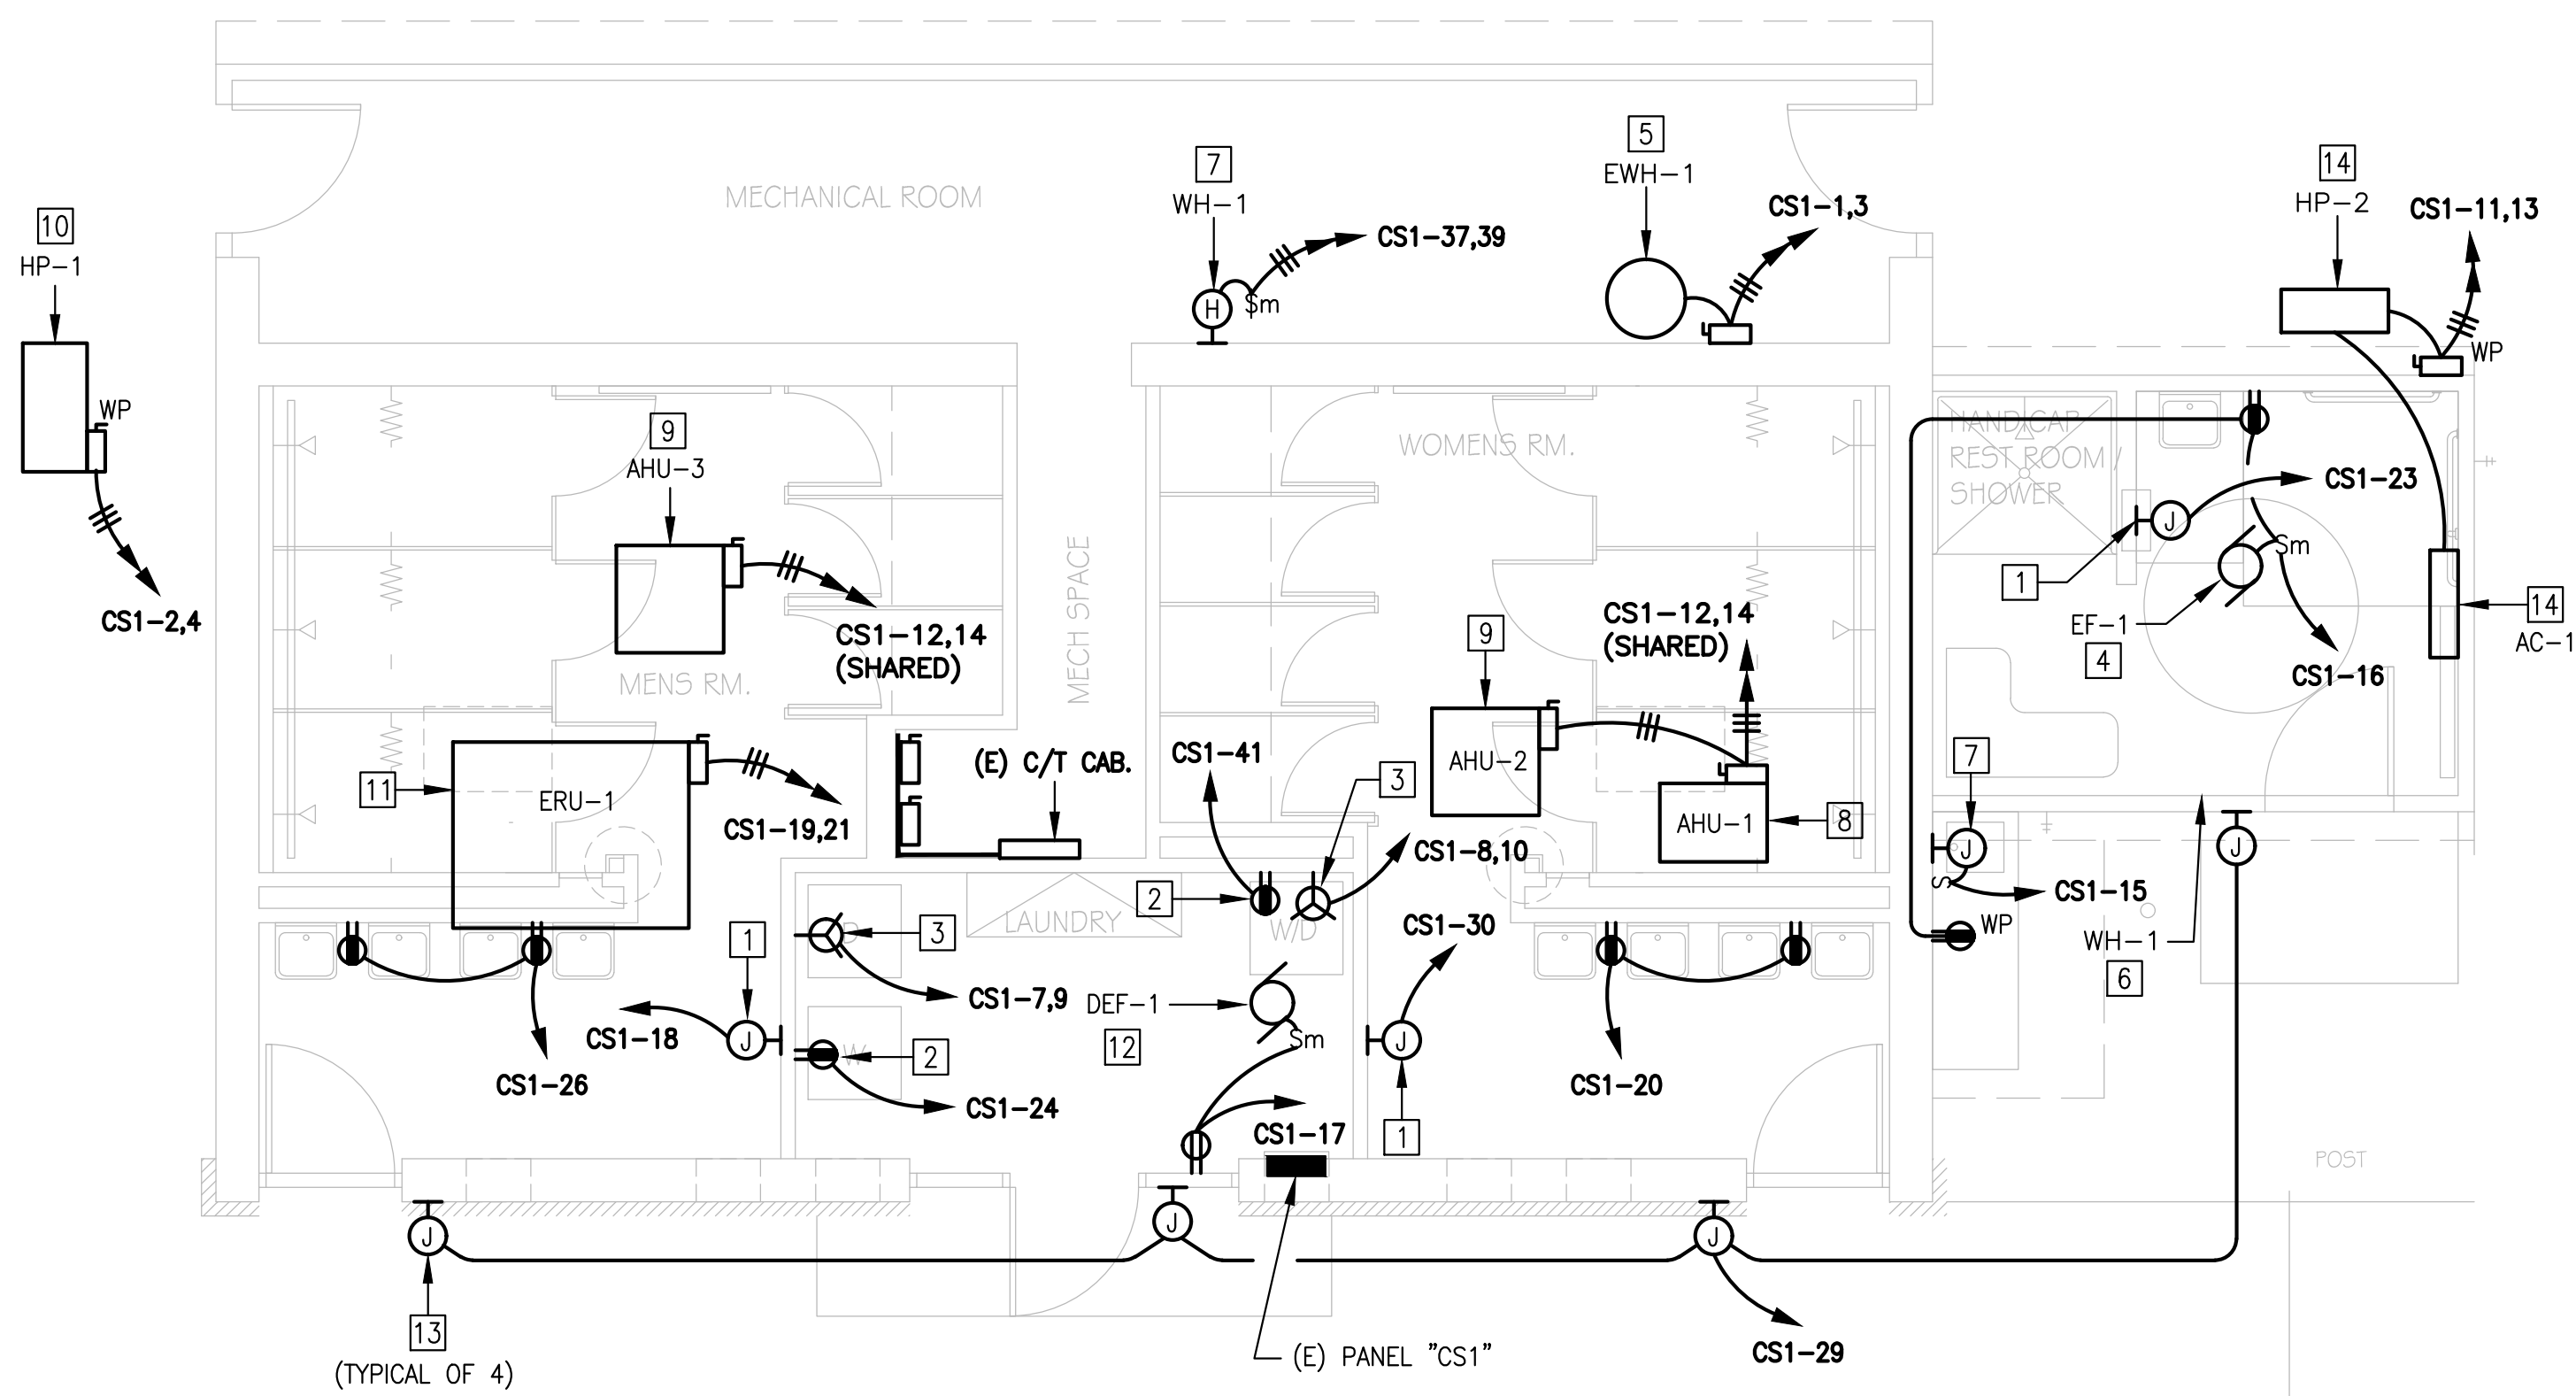 5
EWH-1
CS1-1,3
7
WH-1
CS1-37,39
H
$m
14
HP-2
CS1-11,13
WP
MECHANICAL ROOM
10
HP-1
WP
CS1-2,4
9
AHU-3
CS1-12,14
(SHARED)
MENS RM.
MECH SPACE
WOMENS RM.
HANDICAP
REST ROOM /
SHOWER
CS1-23
J
1
Sm
EF-1
4
CS1-16
14
AC-1
CS1-12,14
(SHARED)
9
AHU-2
AHU-1
8
11
ERU-1
CS1-19,21
(E) C/T CAB.
CS1-41
3
CS1-8,10
2
7
J
S
CS1-15
WP
J
WH-1
6
LAUNDRY
W/D
D
3
CS1-7,9
1
J
CS1-18
CS1-26
W
2
CS1-24
DEF-1
12
Sm
CS1-17
CS1-30
J
1
CS1-20
POST
J
J
J
13
(TYPICAL OF 4)
(E) PANEL "CS1"
CS1-29